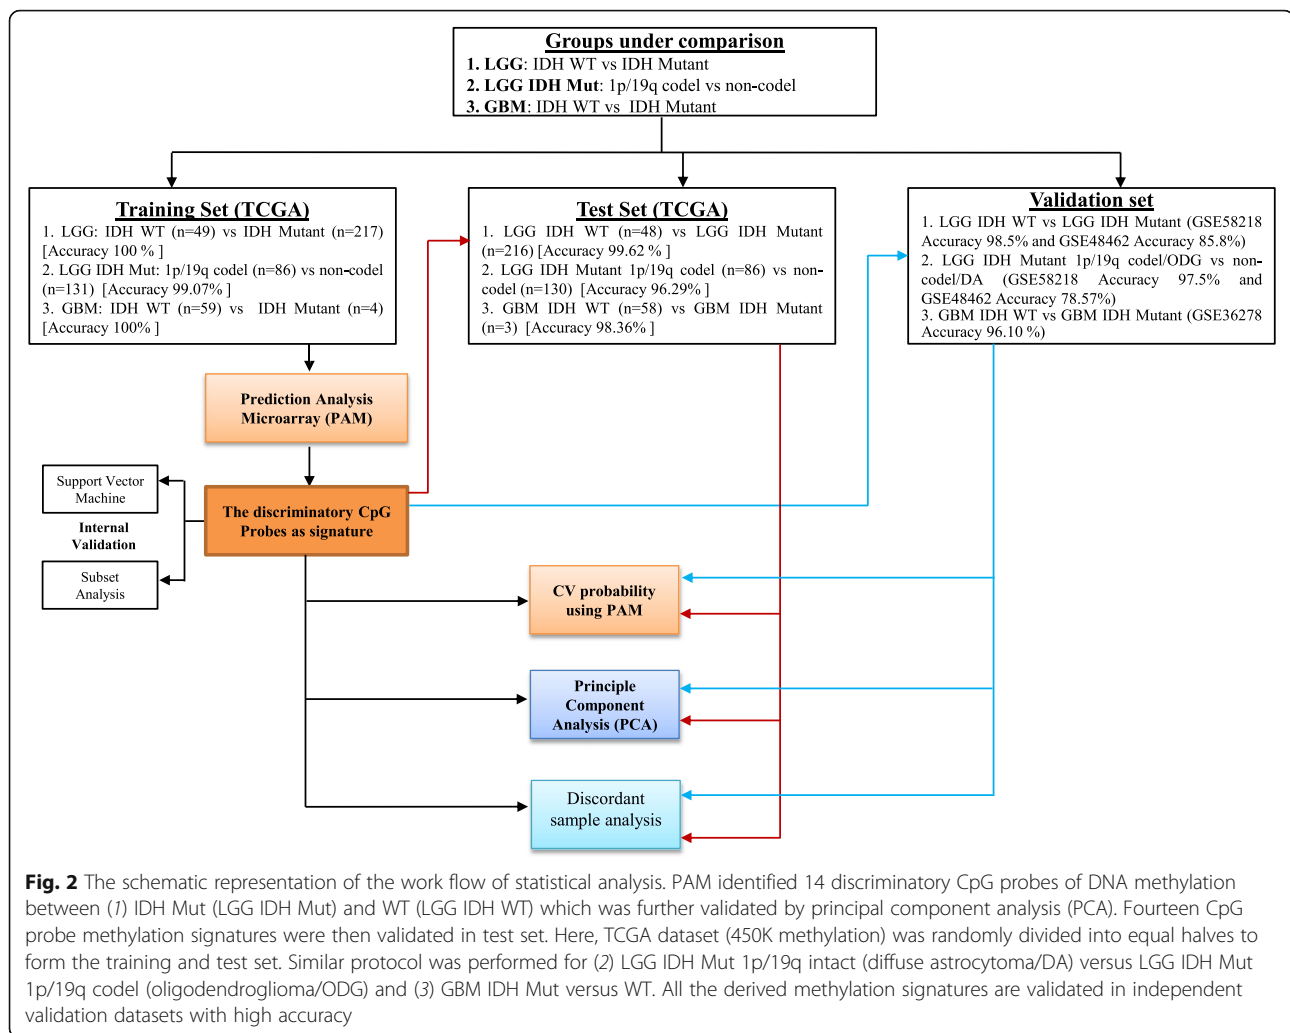 Groups under comparison
1. LGG: IDH WT vs IDH Mutant
2. LGG IDH Mut: 1p/19q codel vs non-codel
3. GBM: IDH WT vs IDH Mutant
Training Set (TCGA)
1. LGG: IDH WT (n=49) vs IDH Mutant (n=217)
[Accuracy 100 % ]
2. LGG IDH Mut: 1p/19q codel (n=86) vs non-codel
(n=131) [Accuracy 99.07% ]
3. GBM: IDH WT (n=59) vs IDH Mutant (n=4)
[Accuracy 100% ]
Test Set (TCGA)
1. LGG IDH WT (n=48) vs LGG IDH Mutant
(n=216) [Accuracy 99.62 % ]
2. LGG IDH Mutant 1p/19q codel (n=86) vs non-
codel (n=130) [Accuracy 96.29% ]
3. GBM IDH WT (n=58) vs GBM IDH Mutant
(n=3) [Accuracy 98.36% ]
Validation set
1. LGG IDH WT vs LGG IDH Mutant (GSE58218
Accuracy 98.5% and GSE48462 Accuracy 85.8%)
2. LGG IDH Mutant 1p/19q codel/ODG vs non-
codel/DA (GSE58218 Accuracy 97.5% and
GSE48462 Accuracy 78.57%)
3. GBM IDH WT vs GBM IDH Mutant (GSE36278
Accuracy 96.10 %)
Prediction Analysis
Microarray (PAM)
Support Vector
Machine
Internal
Validation
Subset
Analysis
The discriminatory CpG
Probes as signature
CV probability
using PAM
Principle
Component
Analysis (PCA)
Discordant
sample analysis
Fig. 2 The schematic representation of the work flow of statistical analysis. PAM identified 14 discriminatory CpG probes of DNA methylation
between (1) IDH Mut (LGG IDH Mut) and WT (LGG IDH WT) which was further validated by principal component analysis (PCA). Fourteen CpG
probe methylation signatures were then validated in test set. Here, TCGA dataset (450K methylation) was randomly divided into equal halves to
form the training and test set. Similar protocol was performed for (2) LGG IDH Mut 1p/19q intact (diffuse astrocytoma/DA) versus LGG IDH Mut
1p/19q codel (oligodendroglioma/ODG) and (3) GBM IDH Mut versus WT. All the derived methylation signatures are validated in independent
validation datasets with high accuracy